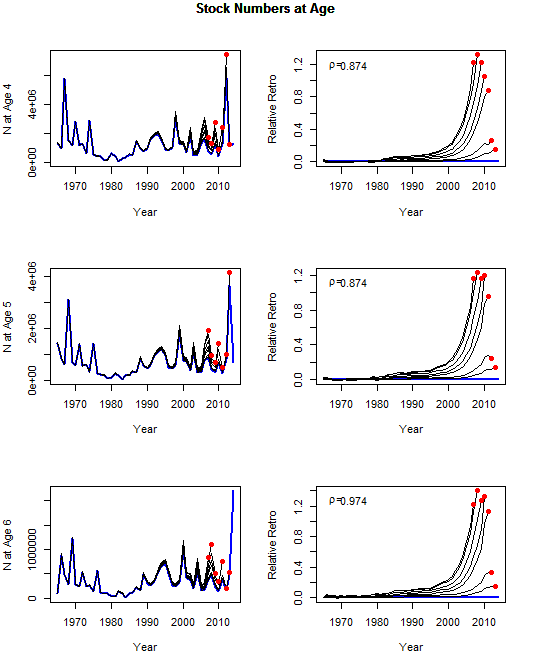 Stock Numbers at Age
N at Age 4
0e+00 4e+06
1970 1980 1990 2000 2010
Year
Relative Retro
0.0 0.4 0.8 1.2
ρ=0.874
1970 1980 1990 2000 2010
Year
N at Age 5
0e+00 2e+06 4e+06
1970 1980 1990 2000 2010
Year
Relative Retro
0.0 0.4 0.8 1.2
ρ=0.874
1970 1980 1990 2000 2010
Year
N at Age 6
0 1000000
1970 1980 1990 2000 2010
Year
Relative Retro
0.0 0.4 0.8 1.2
ρ=0.974
1970 1980 1990 2000 2010
Year